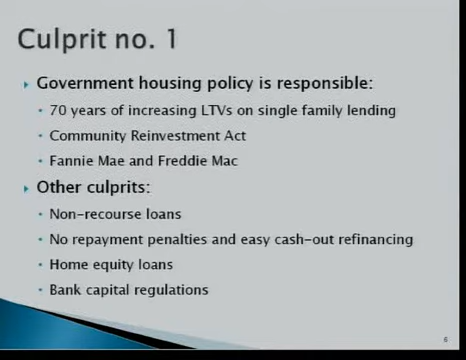 Culprit no. 1
Government housing policy is responsible:
70 years of increasing LTVs on single family lending
Community Reinvestment Act
Fannie Mae and Freddie Mac
Other culprits:
Non-recourse loans
No repayment penalties and easy cash-out refinancing
Home equity loans
Bank capital regulations
6